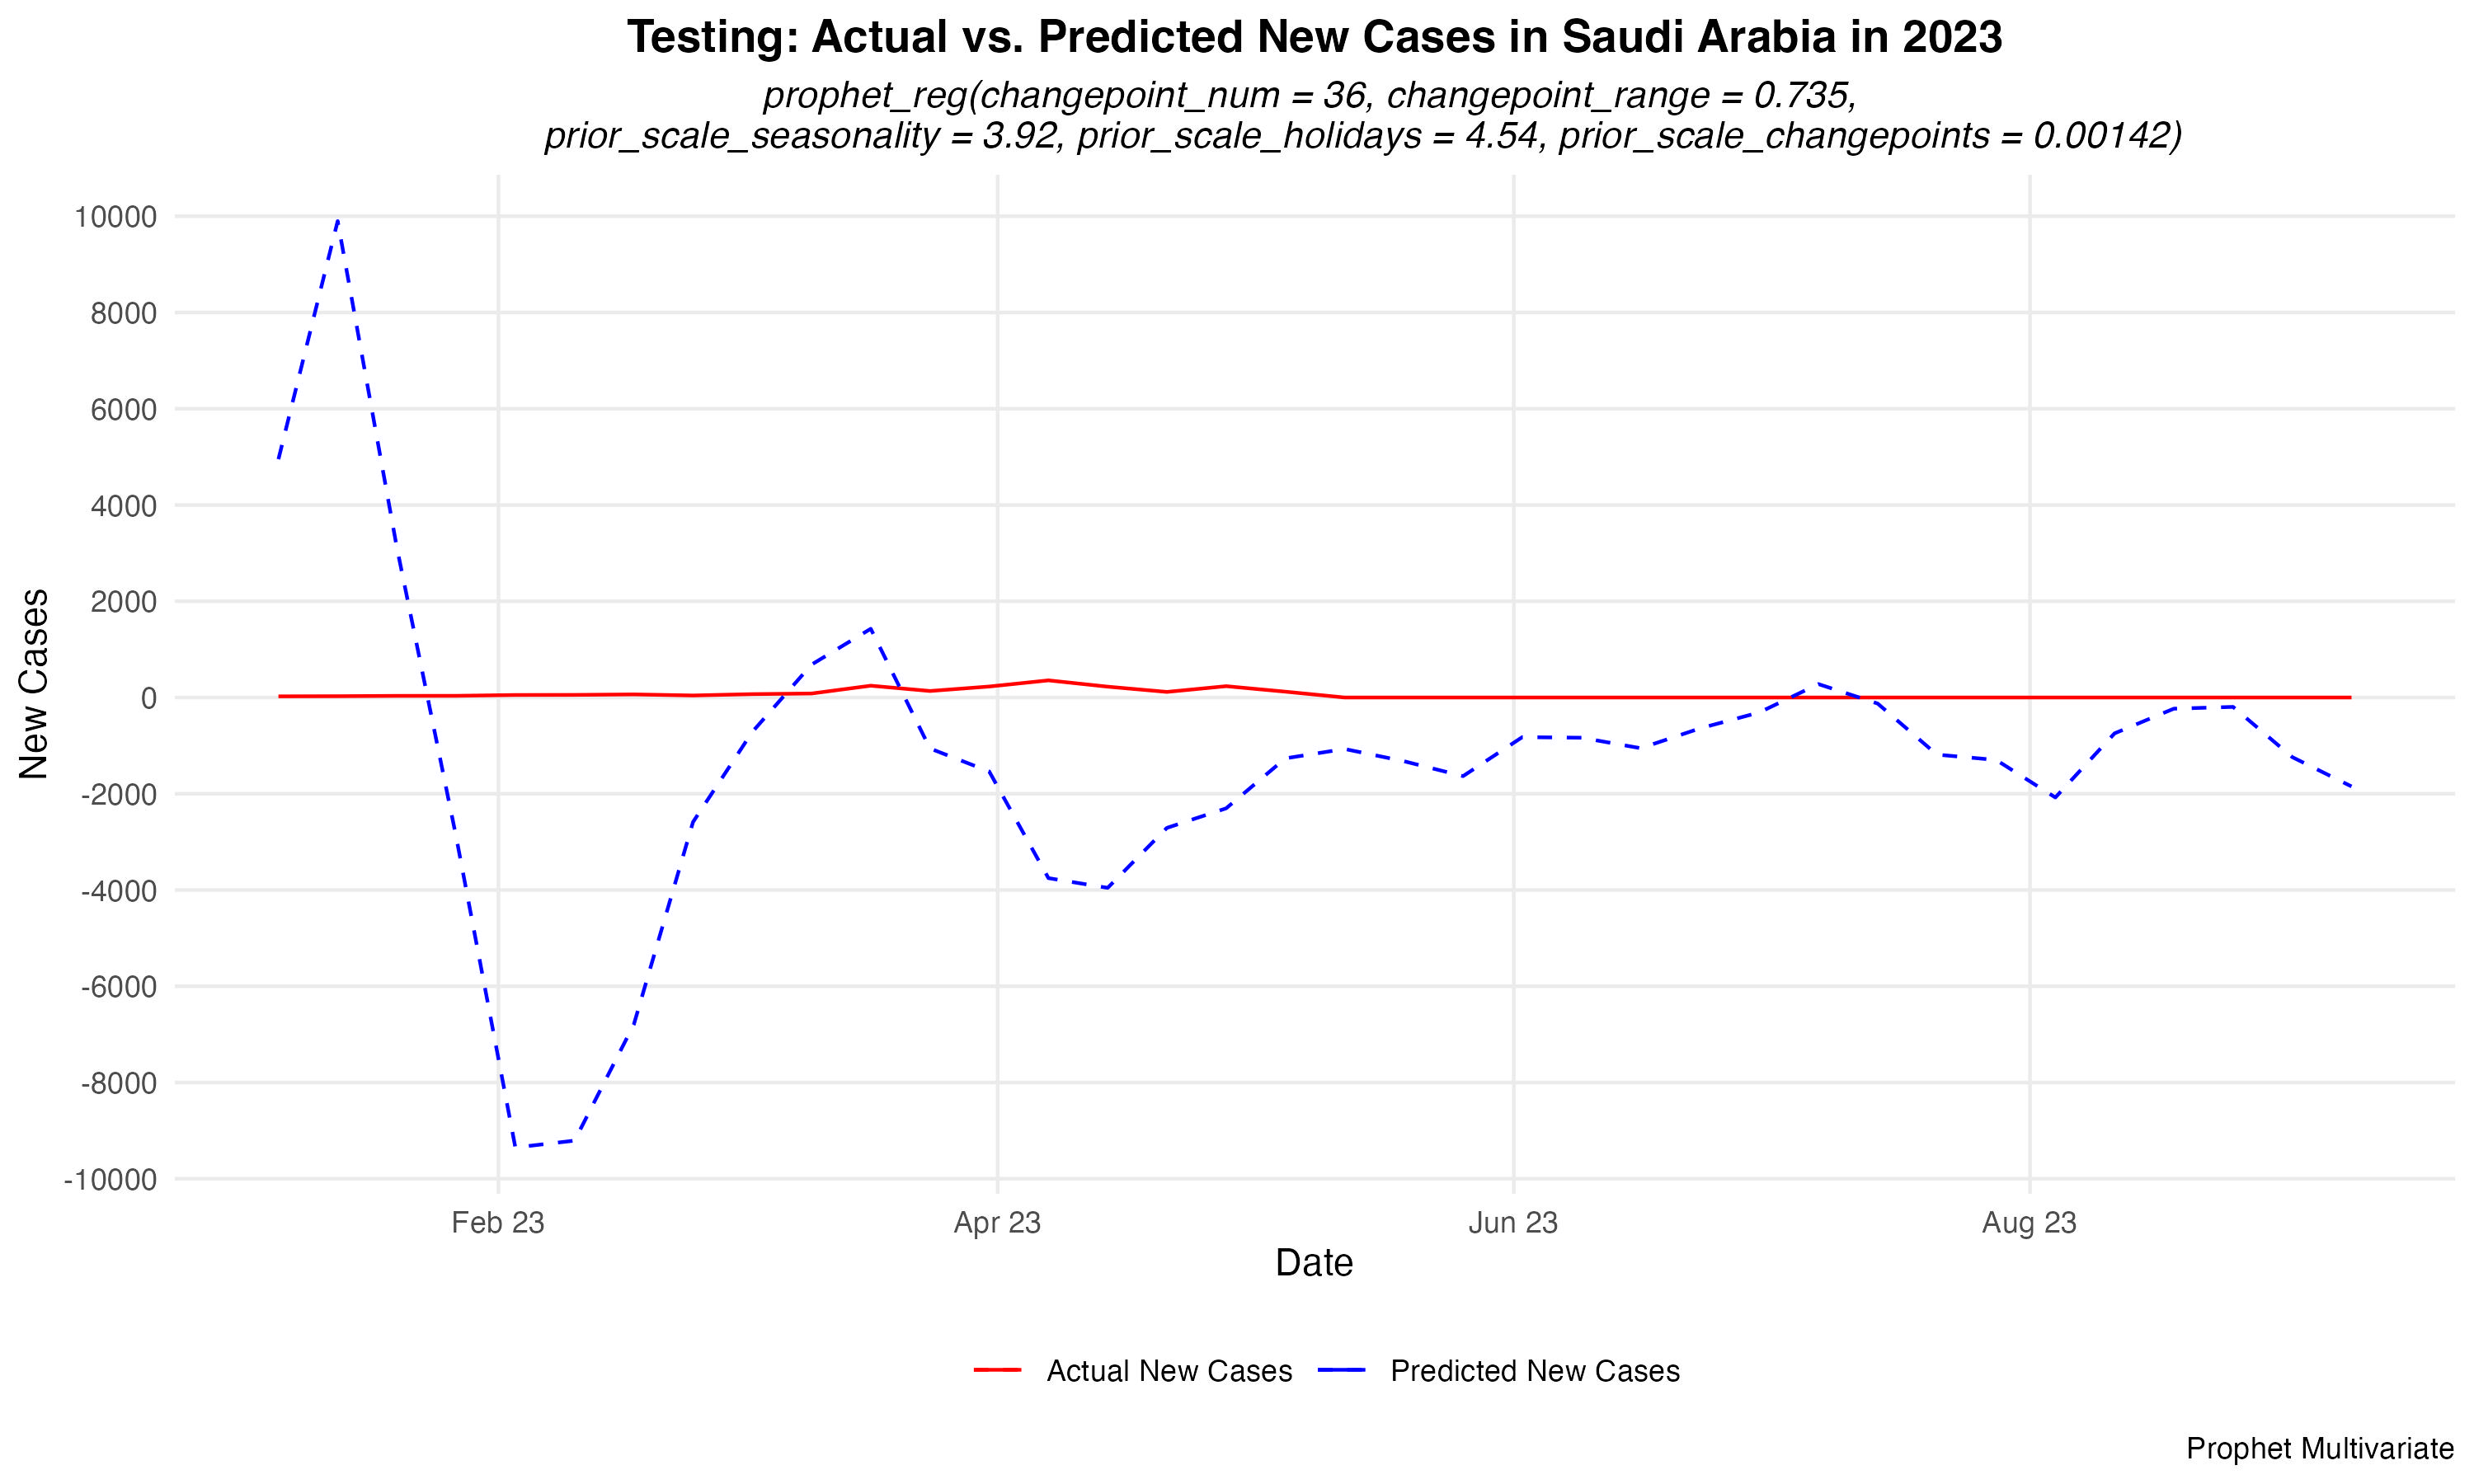 Testing: Actual vs. Predicted New Cases in Saudi Arabia in 2023
prophet_reg(changepoint_num = 36, changepoint_range = 0.735,
prior_scale_seasonality = 3.92, prior_scale_holidays = 4.54, prior_scale_changepoints = 0.00142)
New Cases
10000
8000
6000
4000
2000
0
-2000
-4000
-6000
-8000
-10000
Feb 23
Apr 23
Jun 23
Aug 23
Date
Actual New Cases
Predicted New Cases
Prophet Multivariate